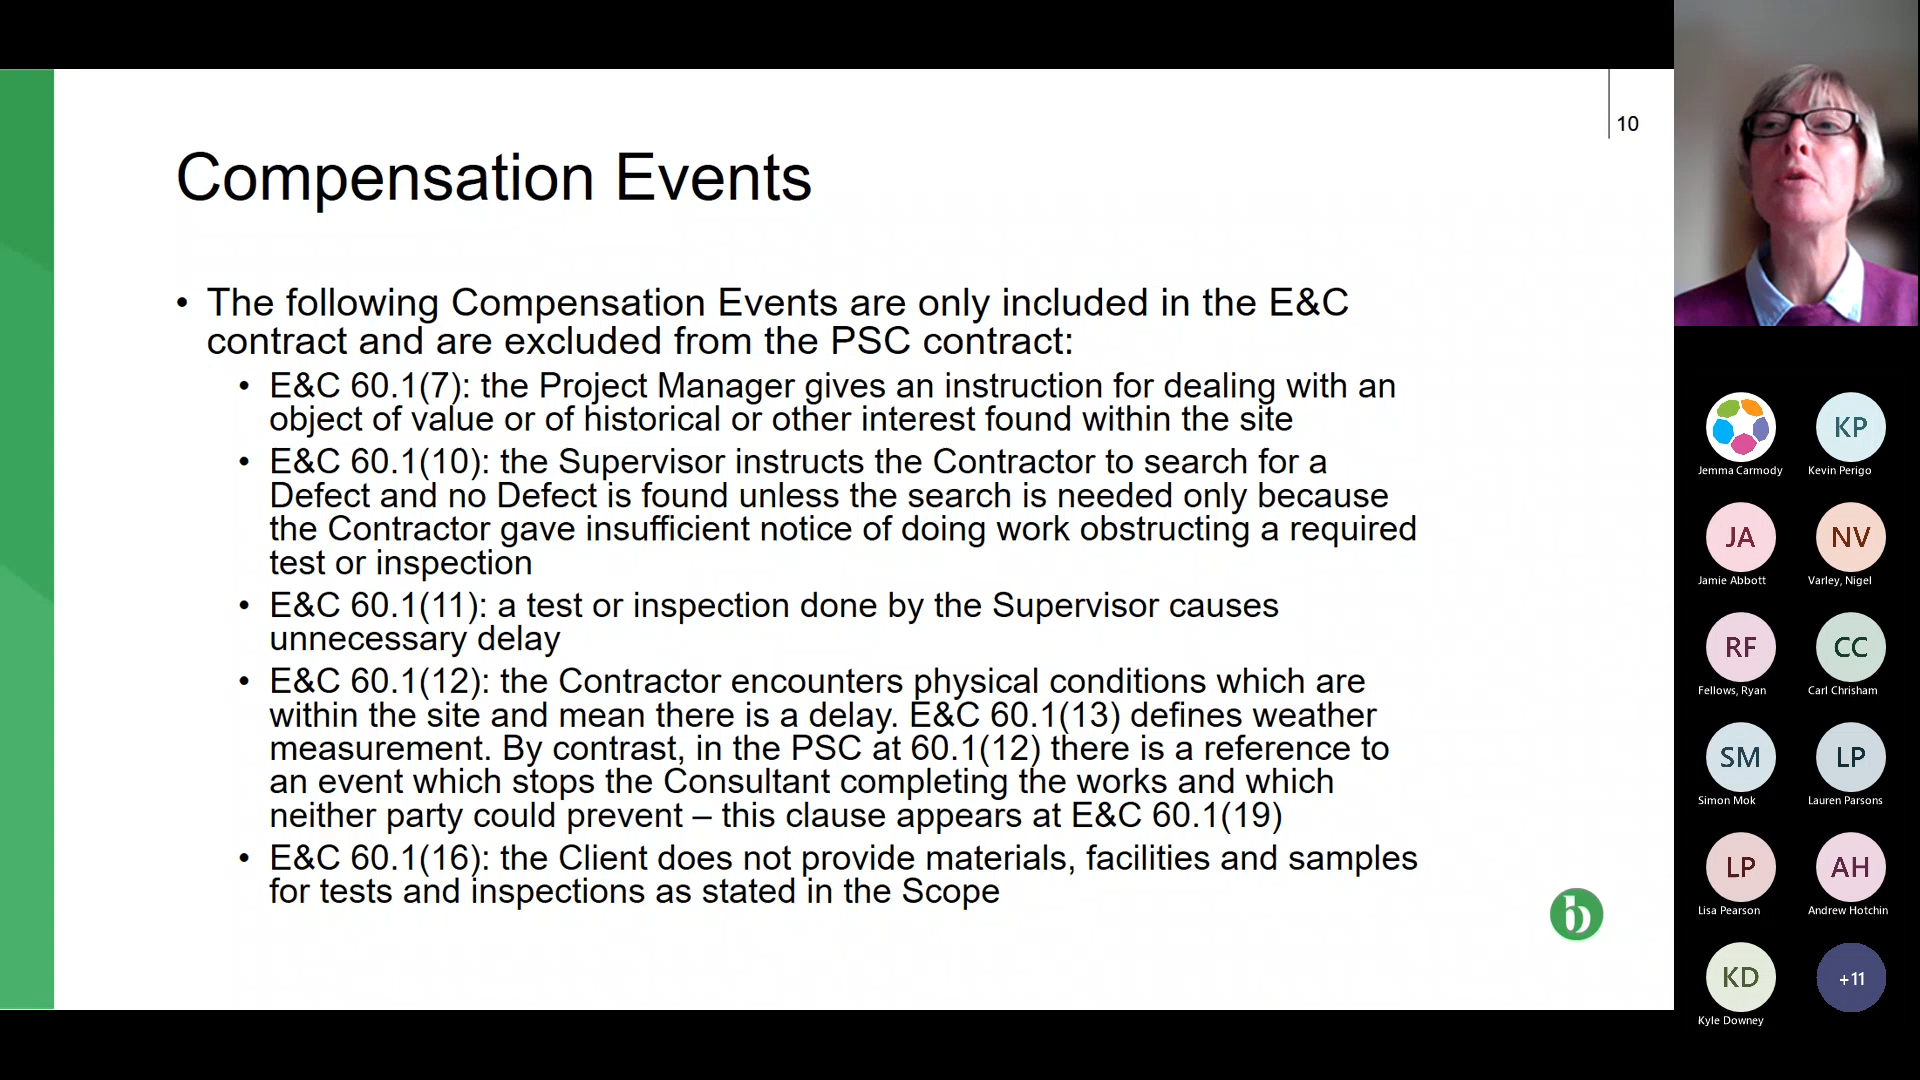 10
Compensation Events
• The following Compensation Events are only included in the E&C
contract and are excluded from the PSC contract:
• E&C 60.1(7): the Project Manager gives an instruction for dealing with an
object of value or of historical or other interest found within the site
• E&C 60.1(10): the Supervisor instructs the Contractor to search for a
Defect and no Defect is found unless the search is needed only because
the Contractor gave insufficient notice of doing work obstructing a required
test or inspection
• E&C 60.1(11): a test or inspection done by the Supervisor causes
unnecessary delay
• E&C 60.1(12): the Contractor encounters physical conditions which are
within the site and mean there is a delay. E&C 60.1(13) defines weather
measurement. By contrast, in the PSC at 60.1(12) there is a reference to
an event which stops the Consultant completing the works and which
neither party could prevent – this clause appears at E&C 60.1(19)
• E&C 60.1(16): the Client does not provide materials, facilities and samples
for tests and inspections as stated in the Scope
b
KP
Jemma Carmody
Kevin Perigo
JA
NV
Jamie Abbott
Varley, Nigel
RF
CC
Fellows, Ryan
Carl Chrisham
SM
LP
Simon Mok
Lauren Parsons
LP
AH
Lisa Pearson
Andrew Hotchin
KD
+11
Kyle Downey